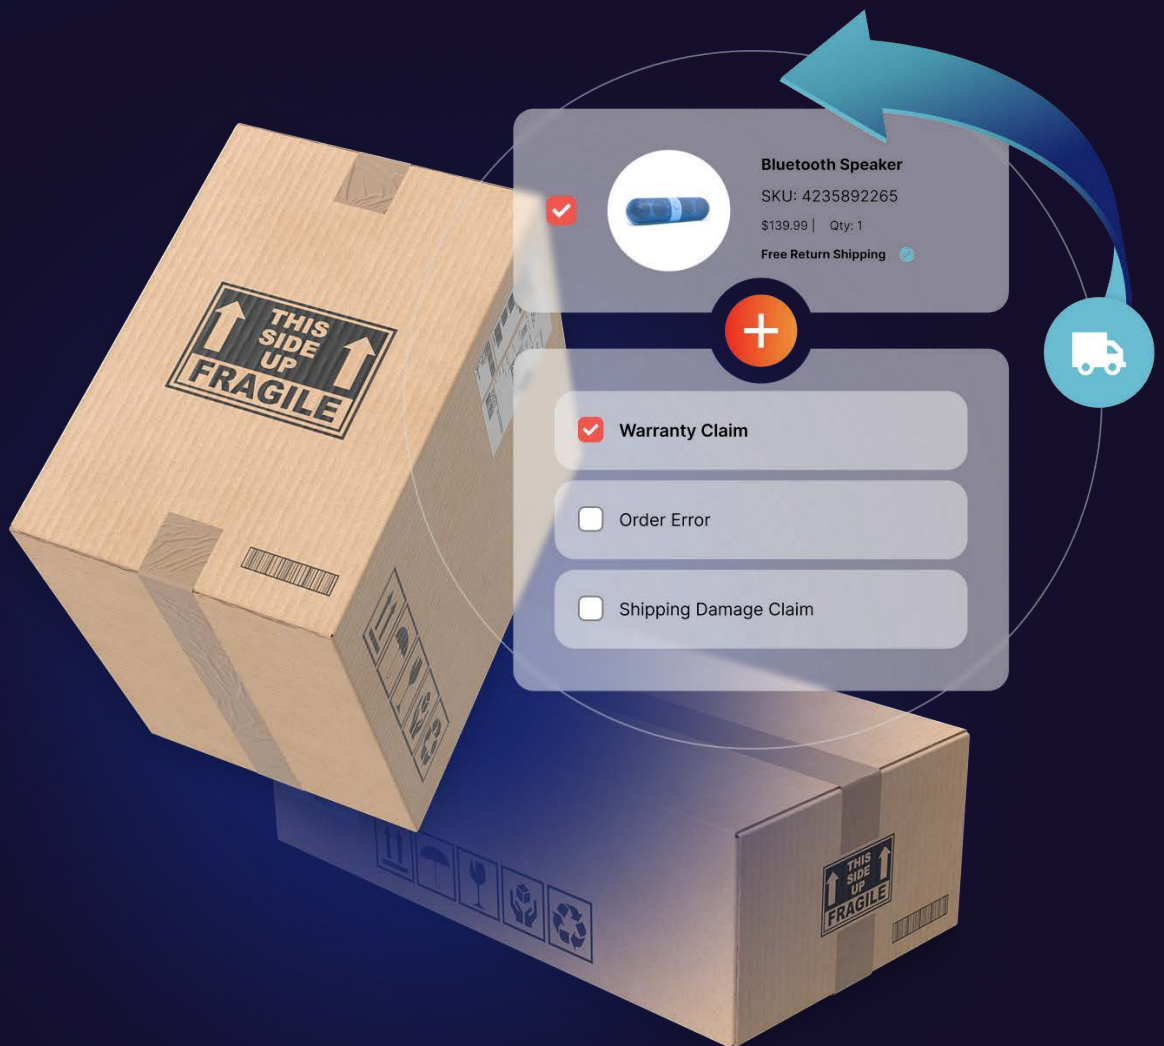 Bluetooth Speaker
SKU: 4235892265
$139.99 | Qty: 1
Free Return Shipping
THIS
SIDE
UP
FRAGILE
Warranty Claim
Order Error
Shipping Damage Claim
THIS
SIDE
UP
FRAGILE